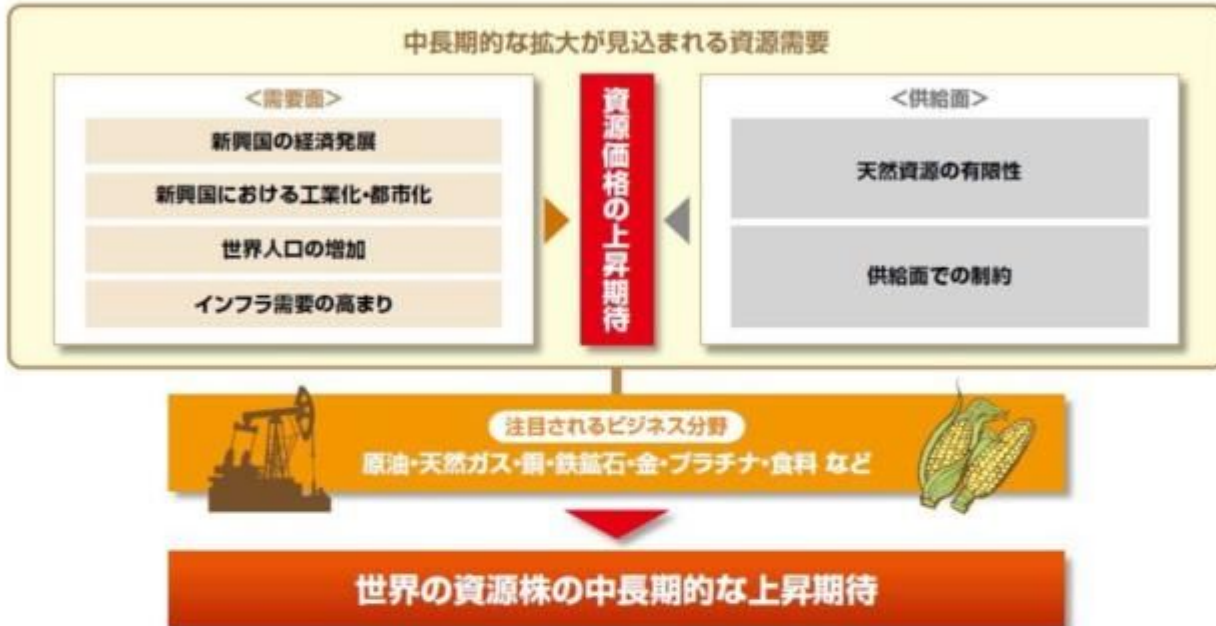 中長期的な拡大が見込まれる資源需要
<需要面>
新興国の経済発展
新興国における工業化・都市化
世界人口の増加
インフラ需要の高まり
資源価格の上昇期待
<供給面>
天然資源の有限性
供給面での制約
注目されるビジネス分野
原油・天然ガス・銅・鉄鉱石・金・プラチナ・食料 など
世界の資源株の中長期的な上昇期待